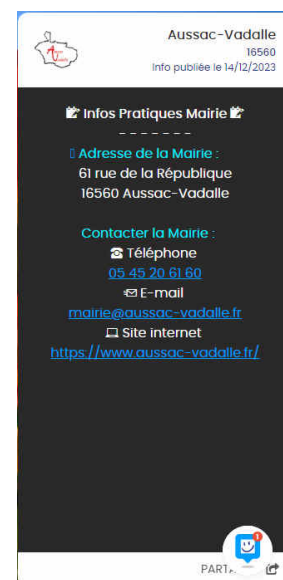 Aussac-Vadalle
16560
Info publiée le 14/12/2023
Infos Pratiques Mairie
- - - - - - -
Adresse de la Mairie :
61 rue de la République
16560 Aussac-Vadalle
Contacter la Mairie :
Téléphone
05 45 20 61 60
E-mail
mairie@aussac-vadalle.fr
Site internet
https://www.aussac-vadalle.fr/
1